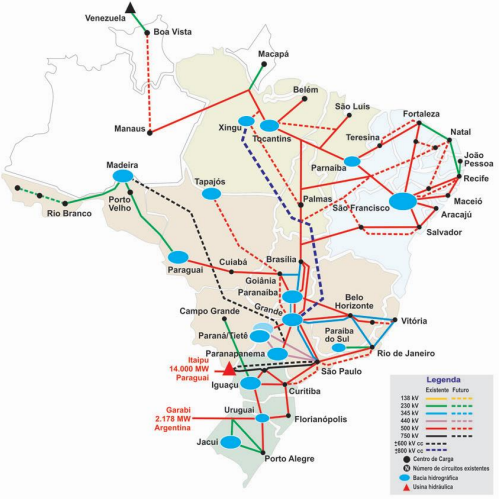 Venezuela
Boa Vista
Macapá
Belém
São Luis
Fortaleza
Manaus
Xingu
Tocantins
Teresina
Natal
Parnaíba
João
Pessoa
Recife
Madeira
Tapajós
Palmas
São Francisco
Maceió
Aracajú
Rio Branco
Porto
Velho
Salvador
Paraguai
Cuiabá
Brasília
Goiânia
Paranaíba
Belo
Horizonte
Campo Grande
Grande
Vitória
Paraná/Tietê
Paraíba
do Sul
Paranapanema
Rio de Janeiro
Itaipu
14.000 MW
Paraguai
São Paulo
Iguaçu
Curitiba
Garabi
2.178 MW
Argentina
Uruguai
Florianópolis
Jacui
Porto Alegre
Legenda
Existente Futuro
138 kV
230 kV
345 kV
440 kV
500 kV
750 kV
±600 kV cc
±800 kV cc
Centro de Carga
N Número de circuitos existentes
Bacia hidrográfica
Usina hidráulica